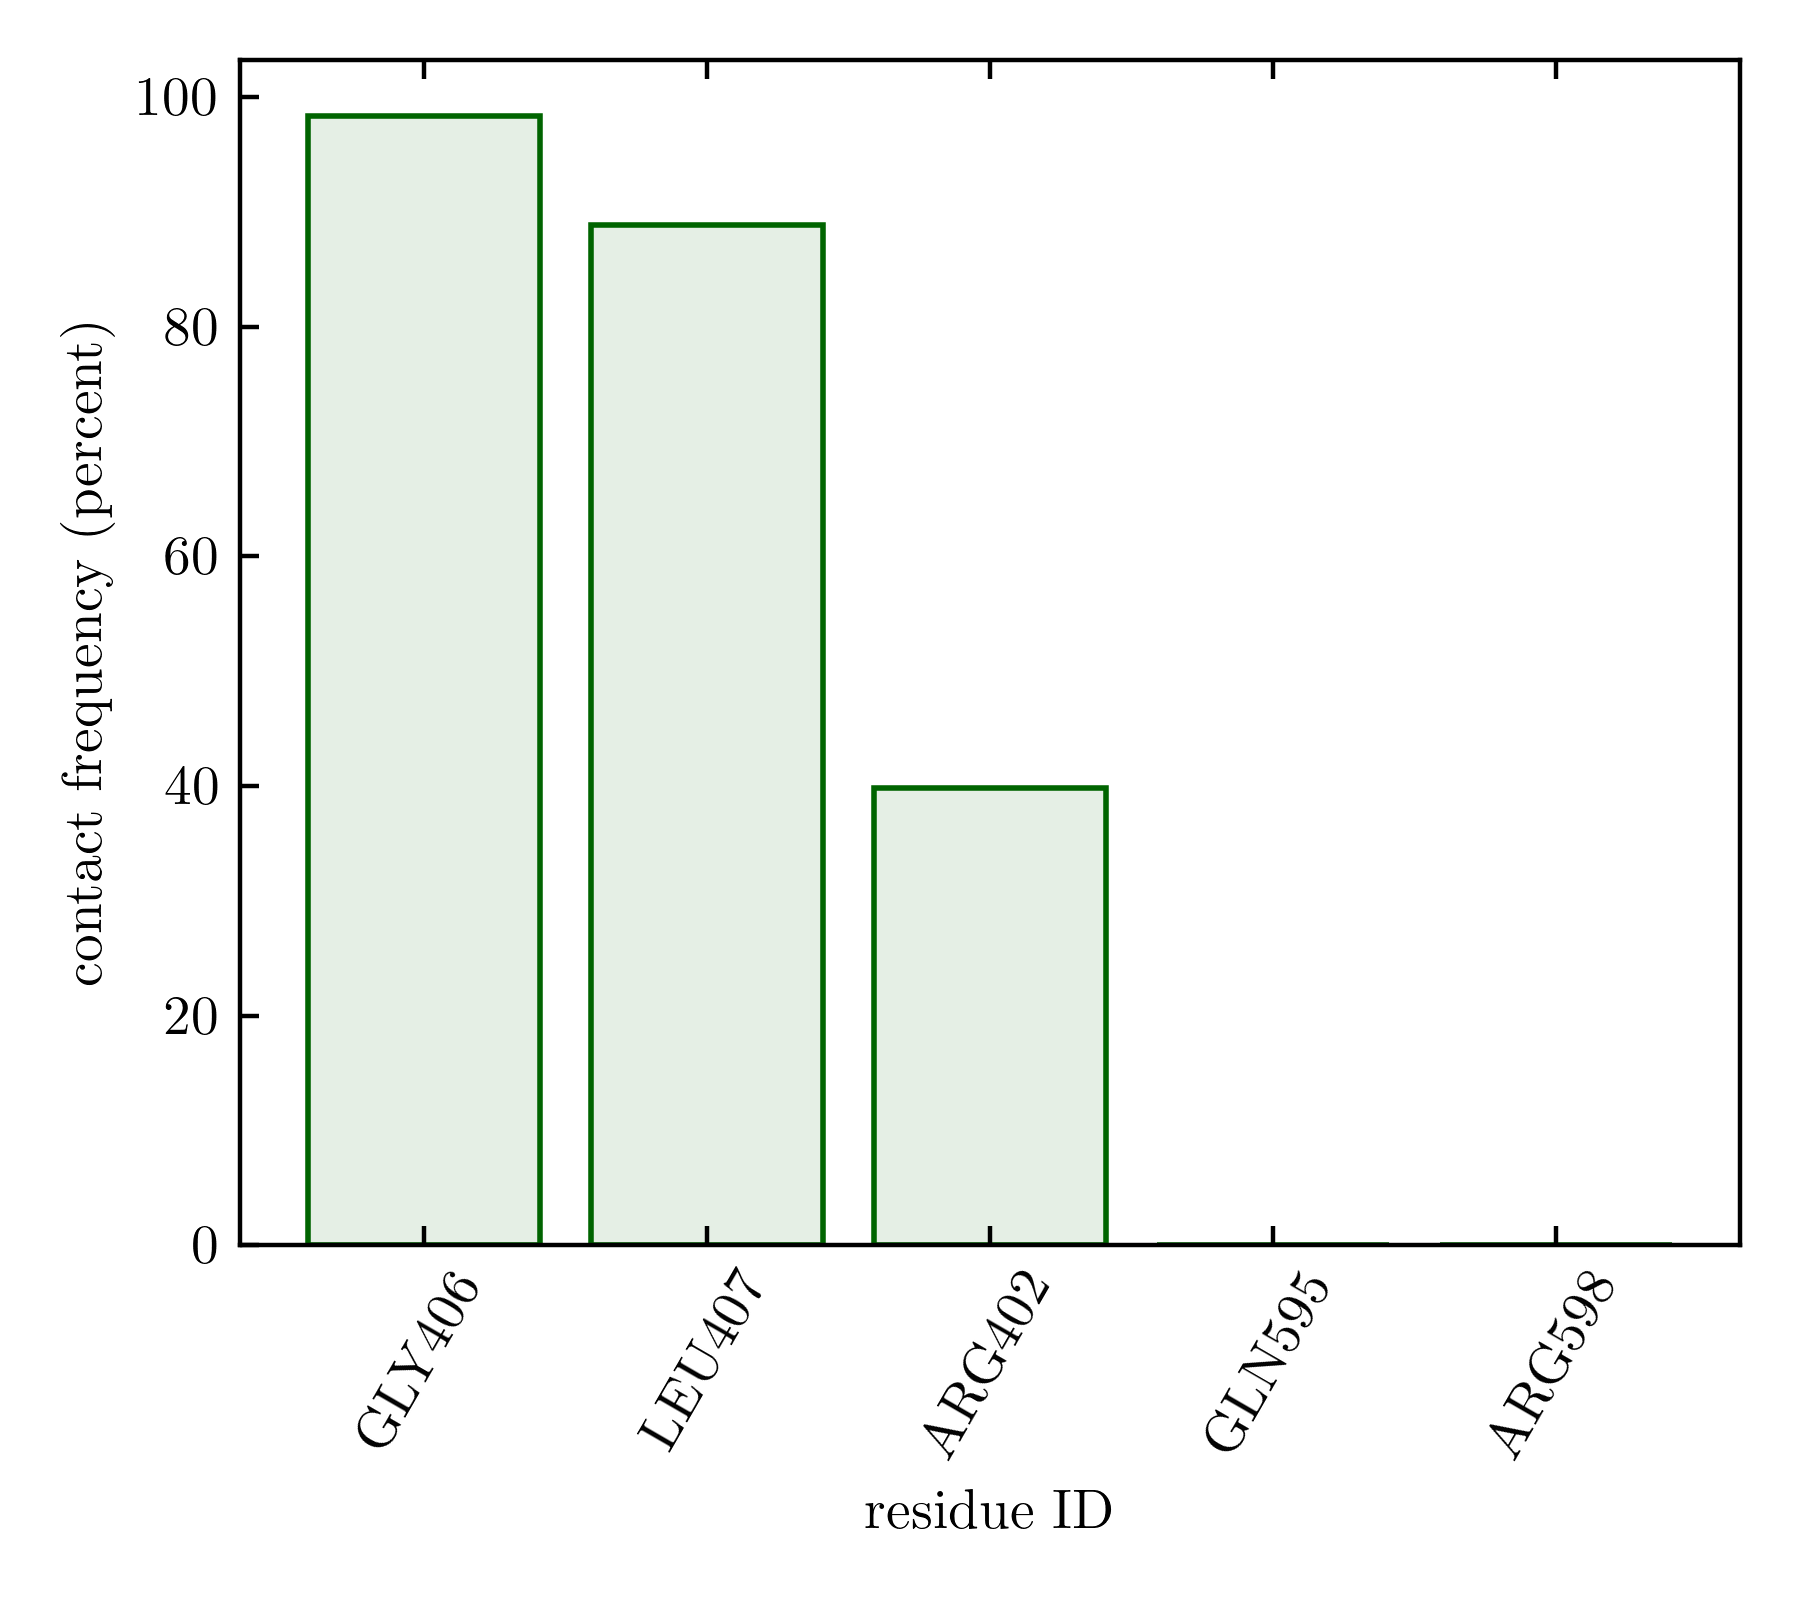 contact frequency (percent)
100
80
60
40
20
0
GLY406
LEU407
ARG402
GLN595
ARG598
residue ID